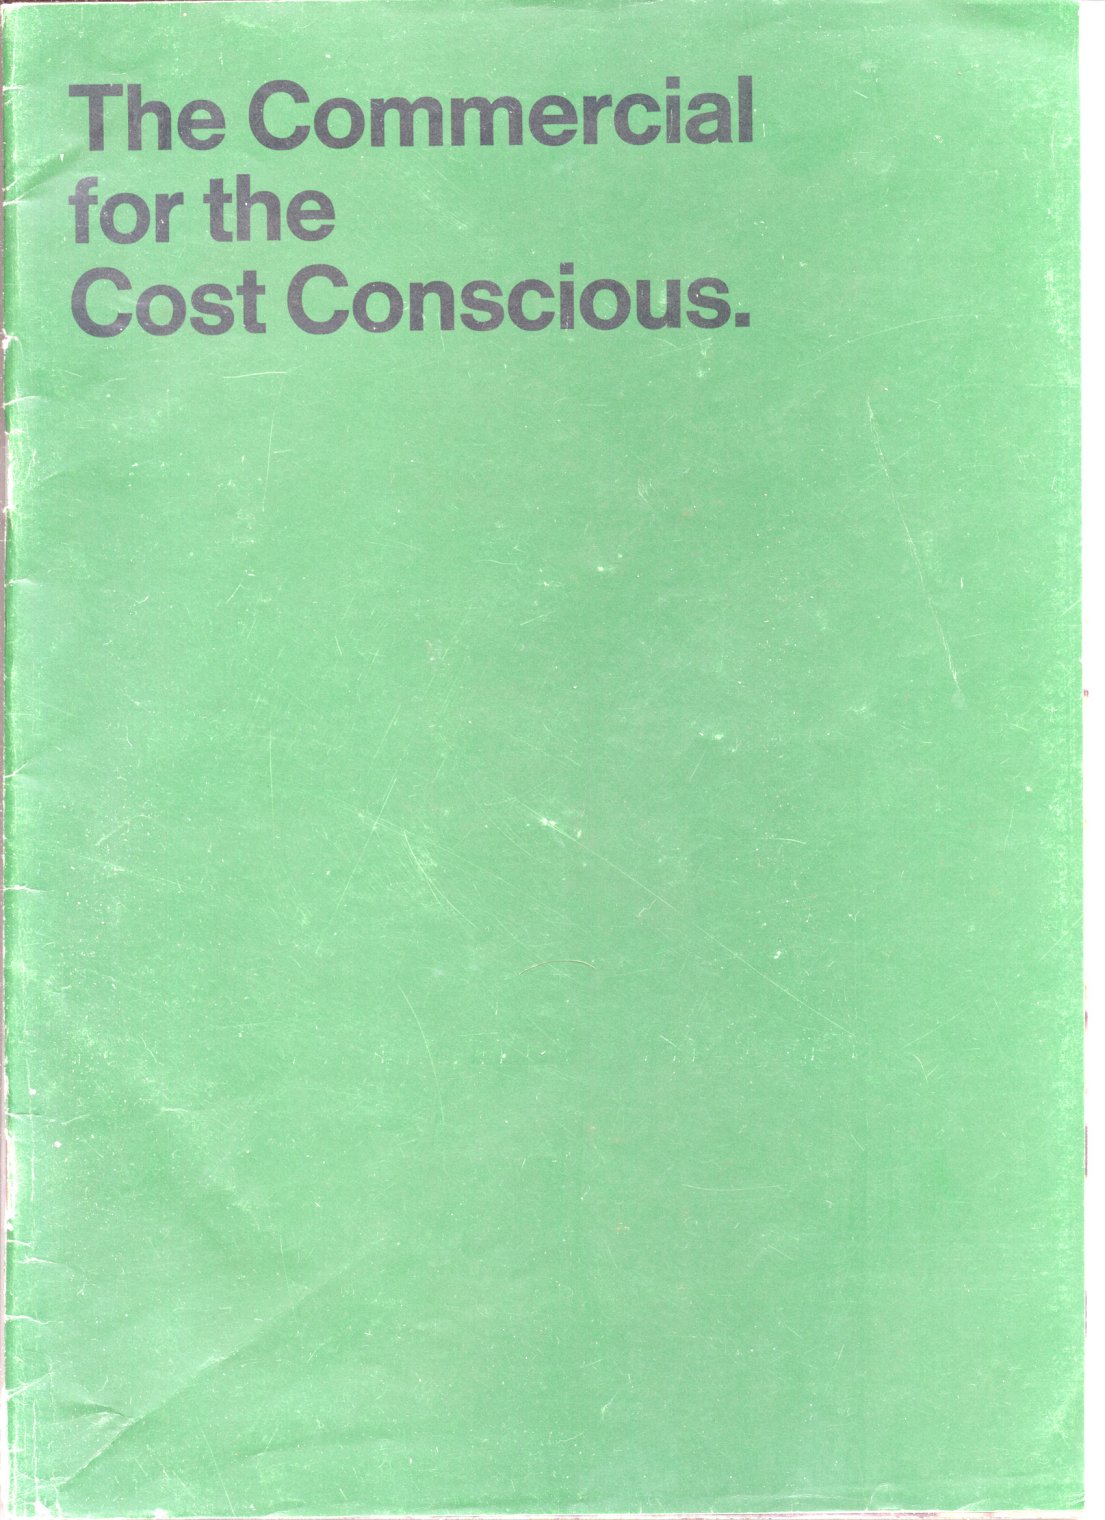 The Commercial
for the
Cost Conscious.